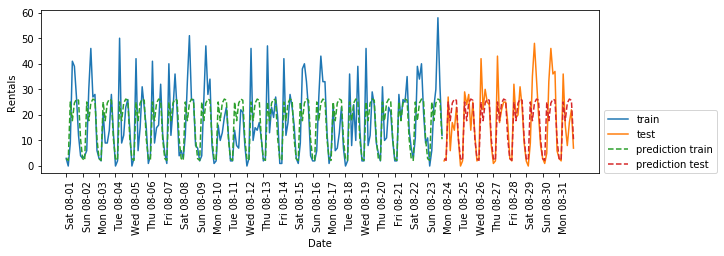 60
50
40
30
20
10
0
Rentals
Sat 08-01
Sun 08-02
Mon 08-03
Tue 08-04
Wed 08-05
Thu 08-06
Fri 08-07
Sat 08-08
Sun 08-09
Mon 08-10
Tue 08-11
Wed 08-12
Thu 08-13
Fri 08-14
Sat 08-15
Sun 08-16
Mon 08-17
Tue 08-18
Wed 08-19
Thu 08-20
Fri 08-21
Sat 08-22
Sun 08-23
Mon 08-24
Tue 08-25
Wed 08-26
Thu 08-27
Fri 08-28
Sat 08-29
Sun 08-30
Mon 08-31
Date
train
test
prediction train
prediction test